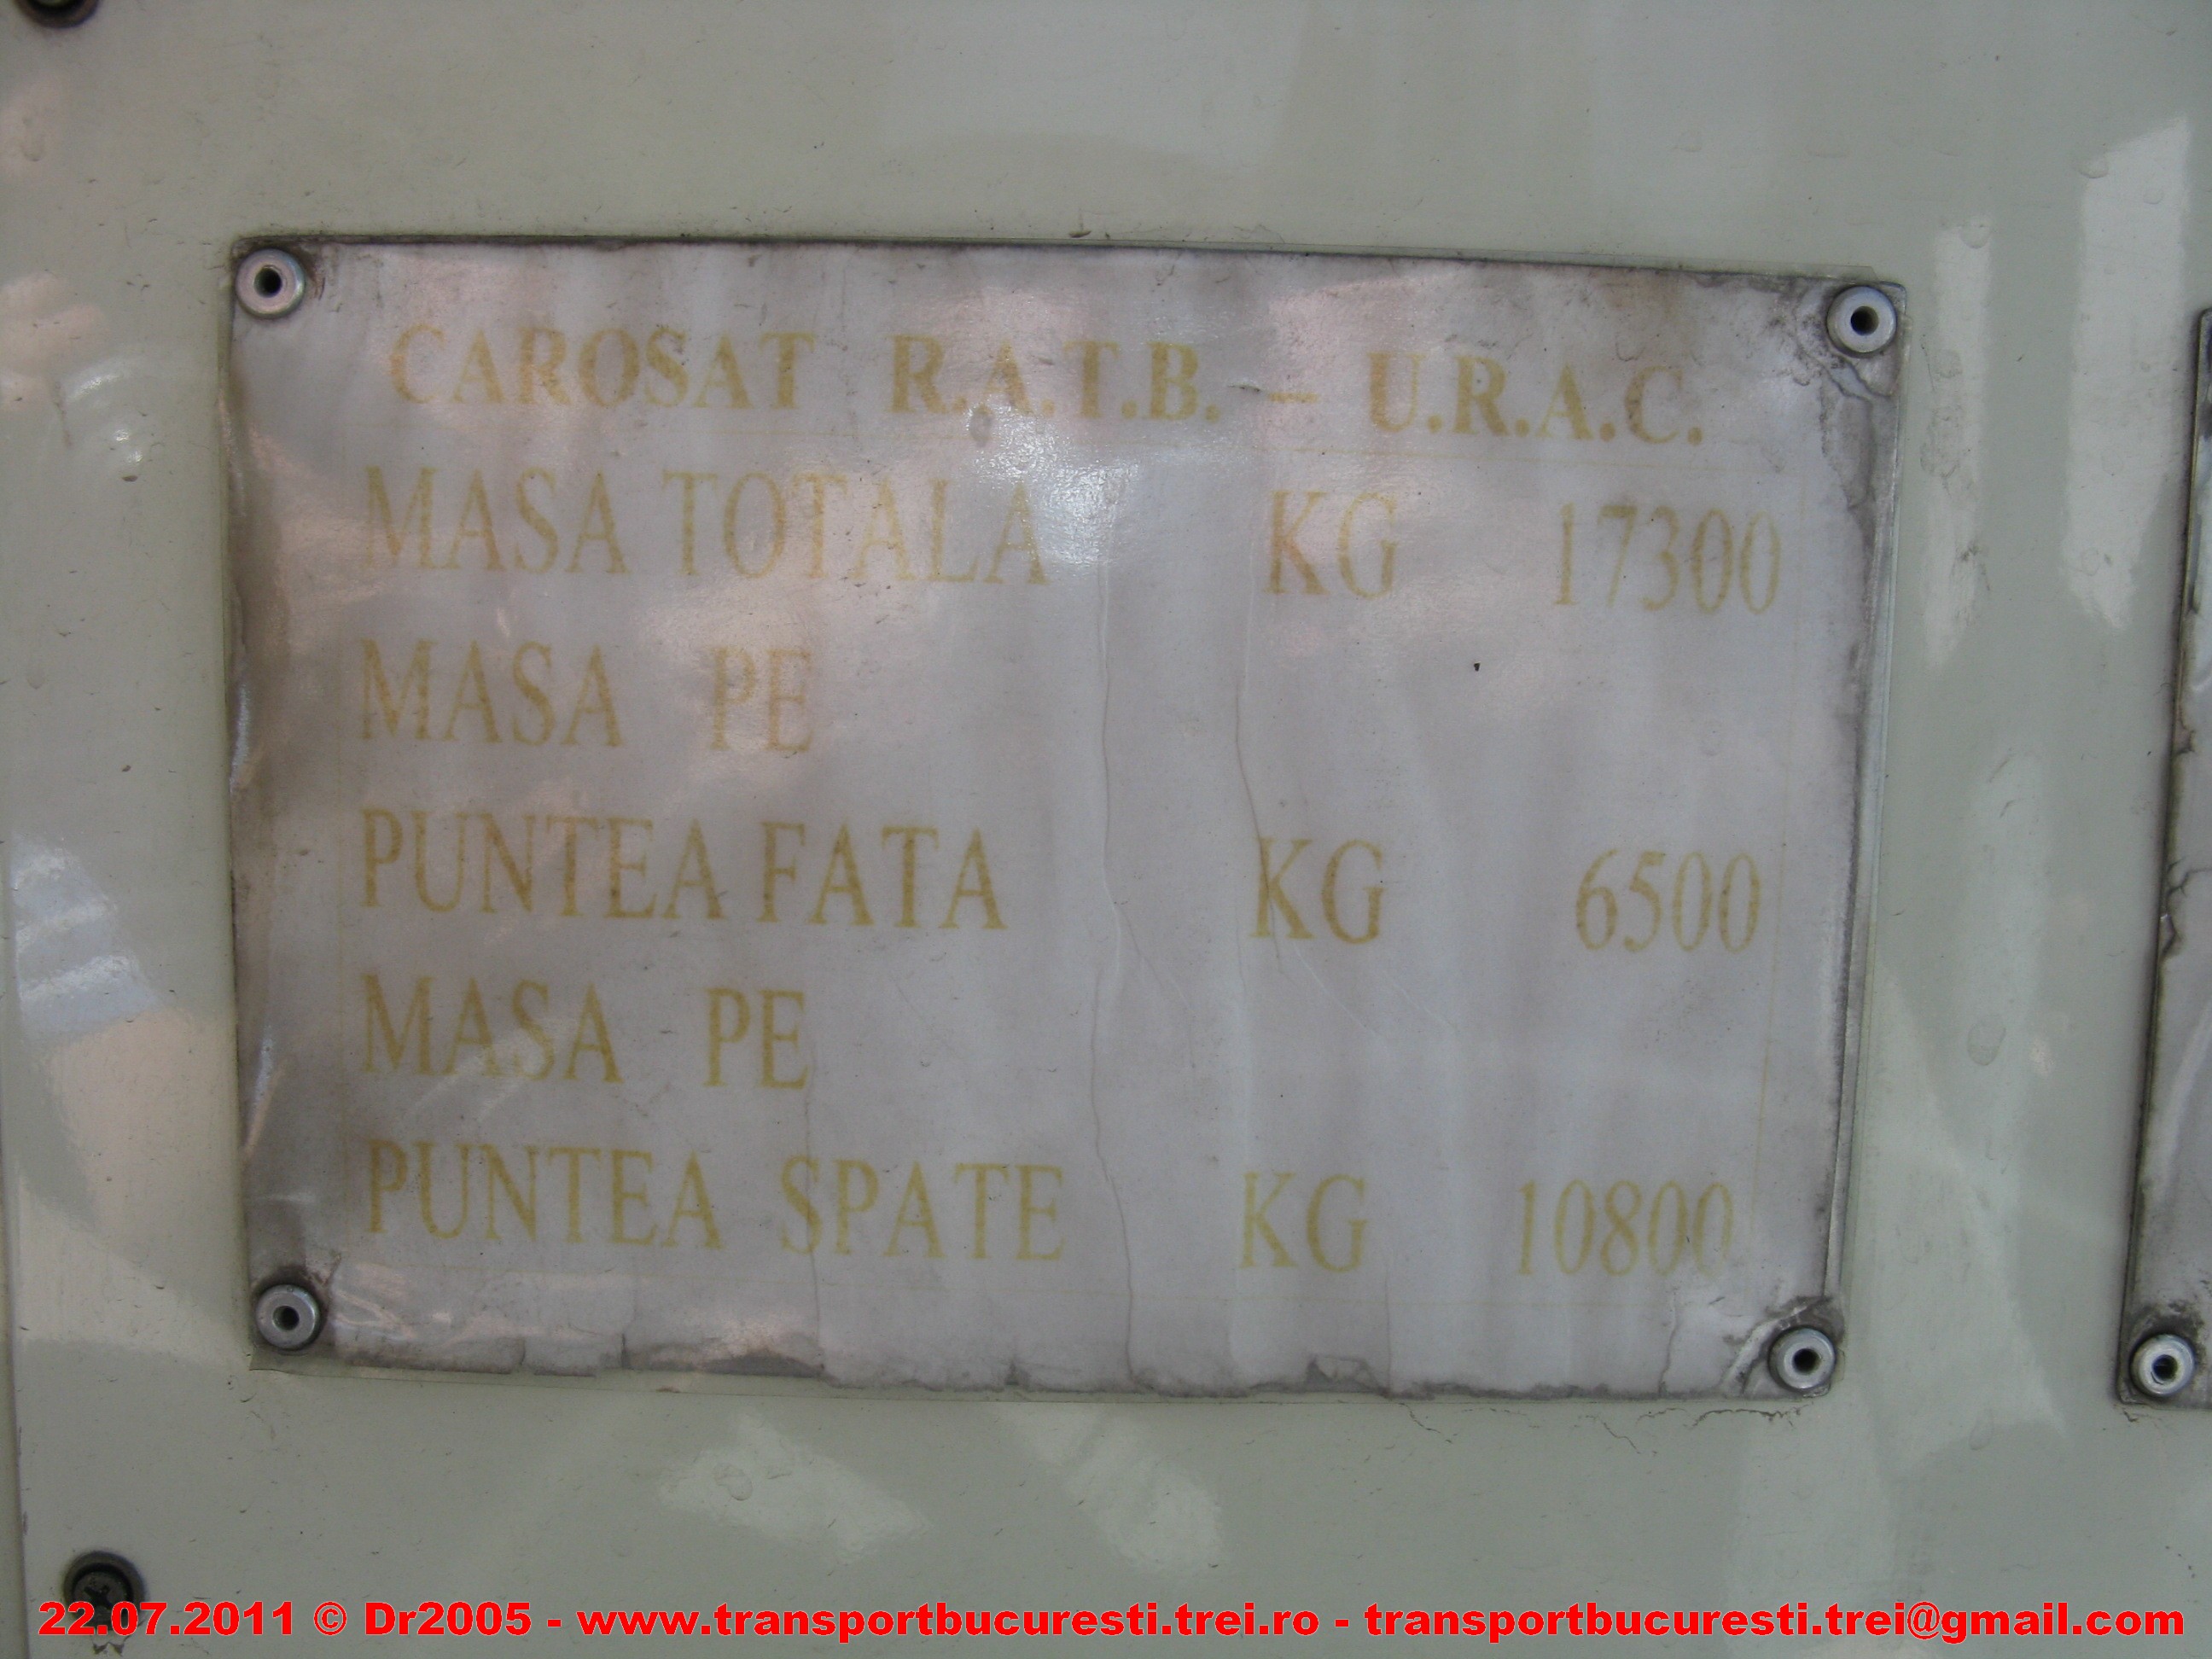 CAROSAT R.A.T.B. – U.R.A.C.
MASA TOTALA KG 17300
MASA PE
PUNTEA FATA KG 6500
MASA PE
PUNTEA SPATE KG 10800
22.07.2011 © Dr2005 - www.transportbucuresti.trei.ro - transportbucuresti.trei@gmail.com